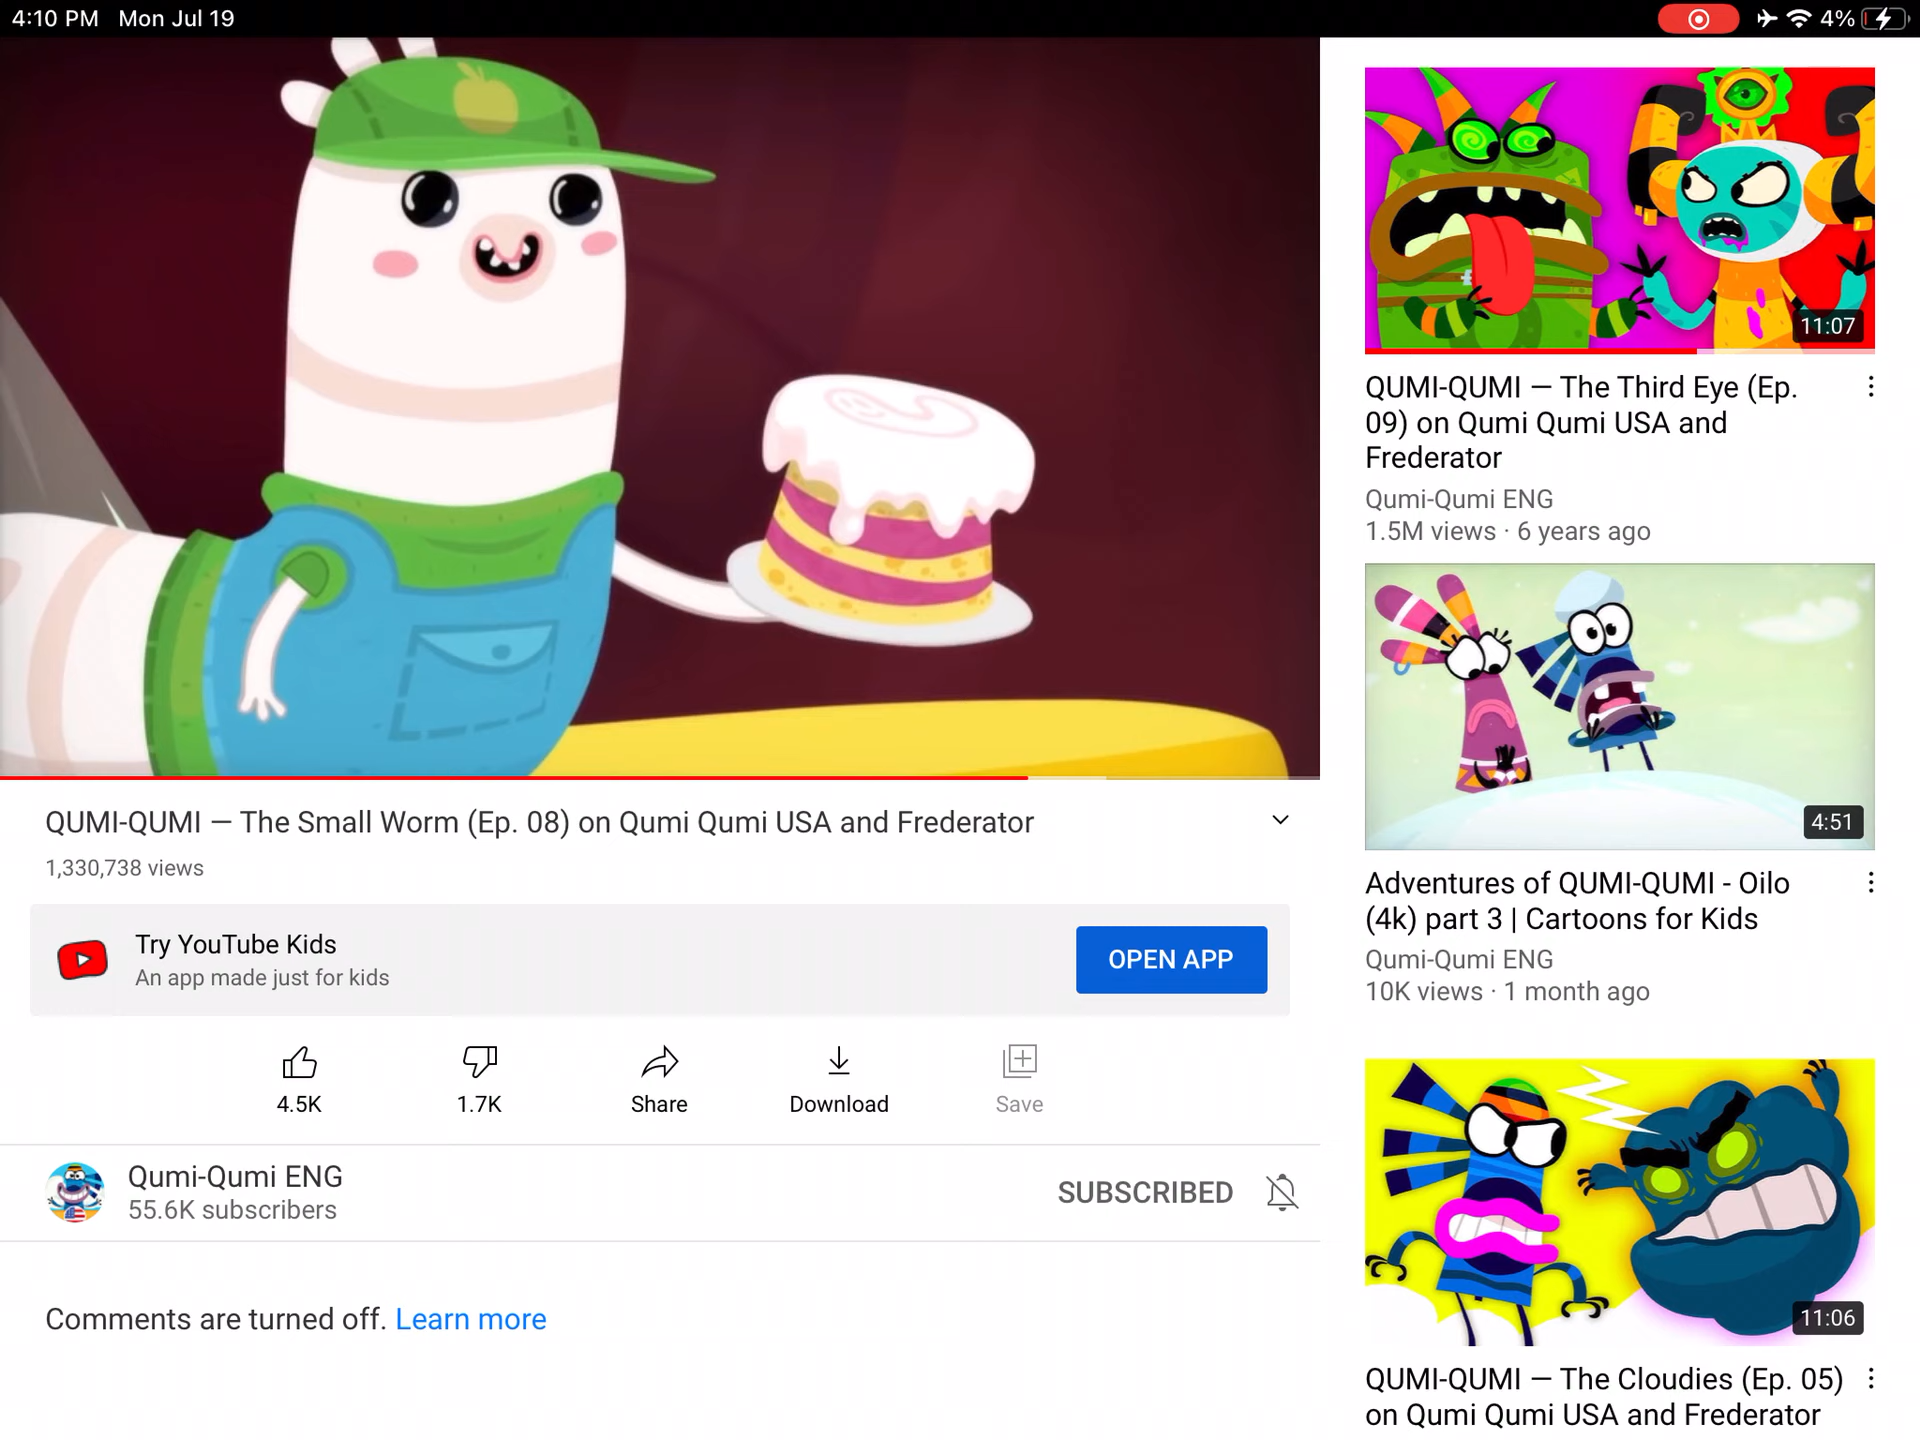 4:10 PM Mon Jul 19
4%
QUMI-QUMI — The Small Worm (Ep. 08) on Qumi Qumi USA and Frederator
1,330,738 views
Try YouTube Kids
An app made just for kids
OPEN APP
4.5K
1.7K
Share
Download
Save
Qumi-Qumi ENG
55.6K subscribers
SUBSCRIBED
Comments are turned off. Learn more
11:07
QUMI-QUMI — The Third Eye (Ep.
09) on Qumi Qumi USA and
Frederator
Qumi-Qumi ENG
1.5M views · 6 years ago
4:51
Adventures of QUMI-QUMI - Oilo
(4k) part 3 | Cartoons for Kids
Qumi-Qumi ENG
10K views · 1 month ago
11:06
QUMI-QUMI — The Cloudies (Ep. 05)
on Qumi Qumi USA and Frederator